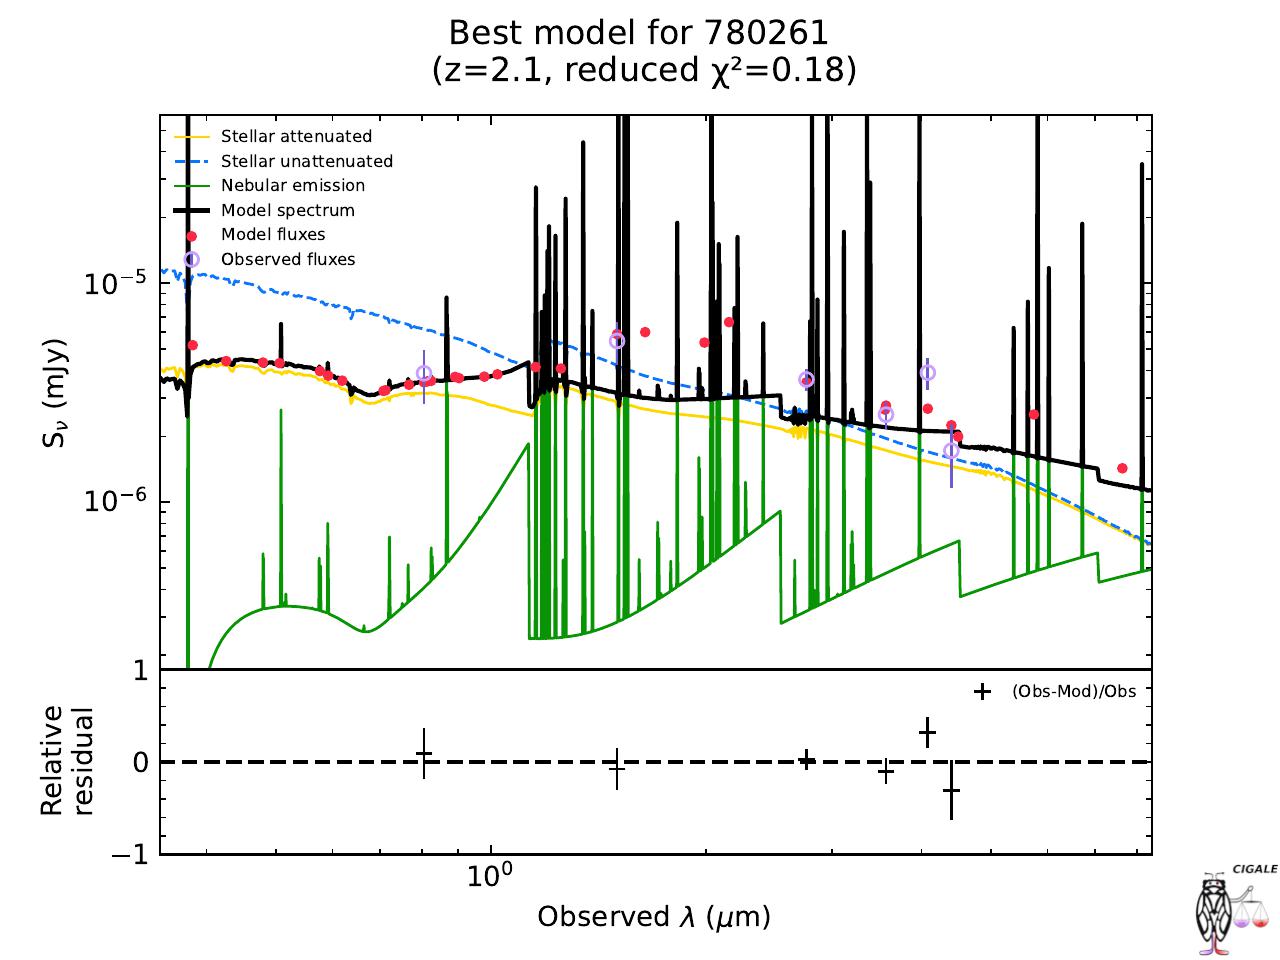 Best model for 780261
(z=2.1, reduced χ²=0.18)
Stellar attenuated
Stellar unattenuated
Nebular emission
Model spectrum
Model fluxes
Observed fluxes
10⁻⁵
10⁻⁶
S_ν (mJy)
1
0
−1
Relative
residual
(Obs-Mod)/Obs
10⁰
Observed λ (μm)
CIGALE